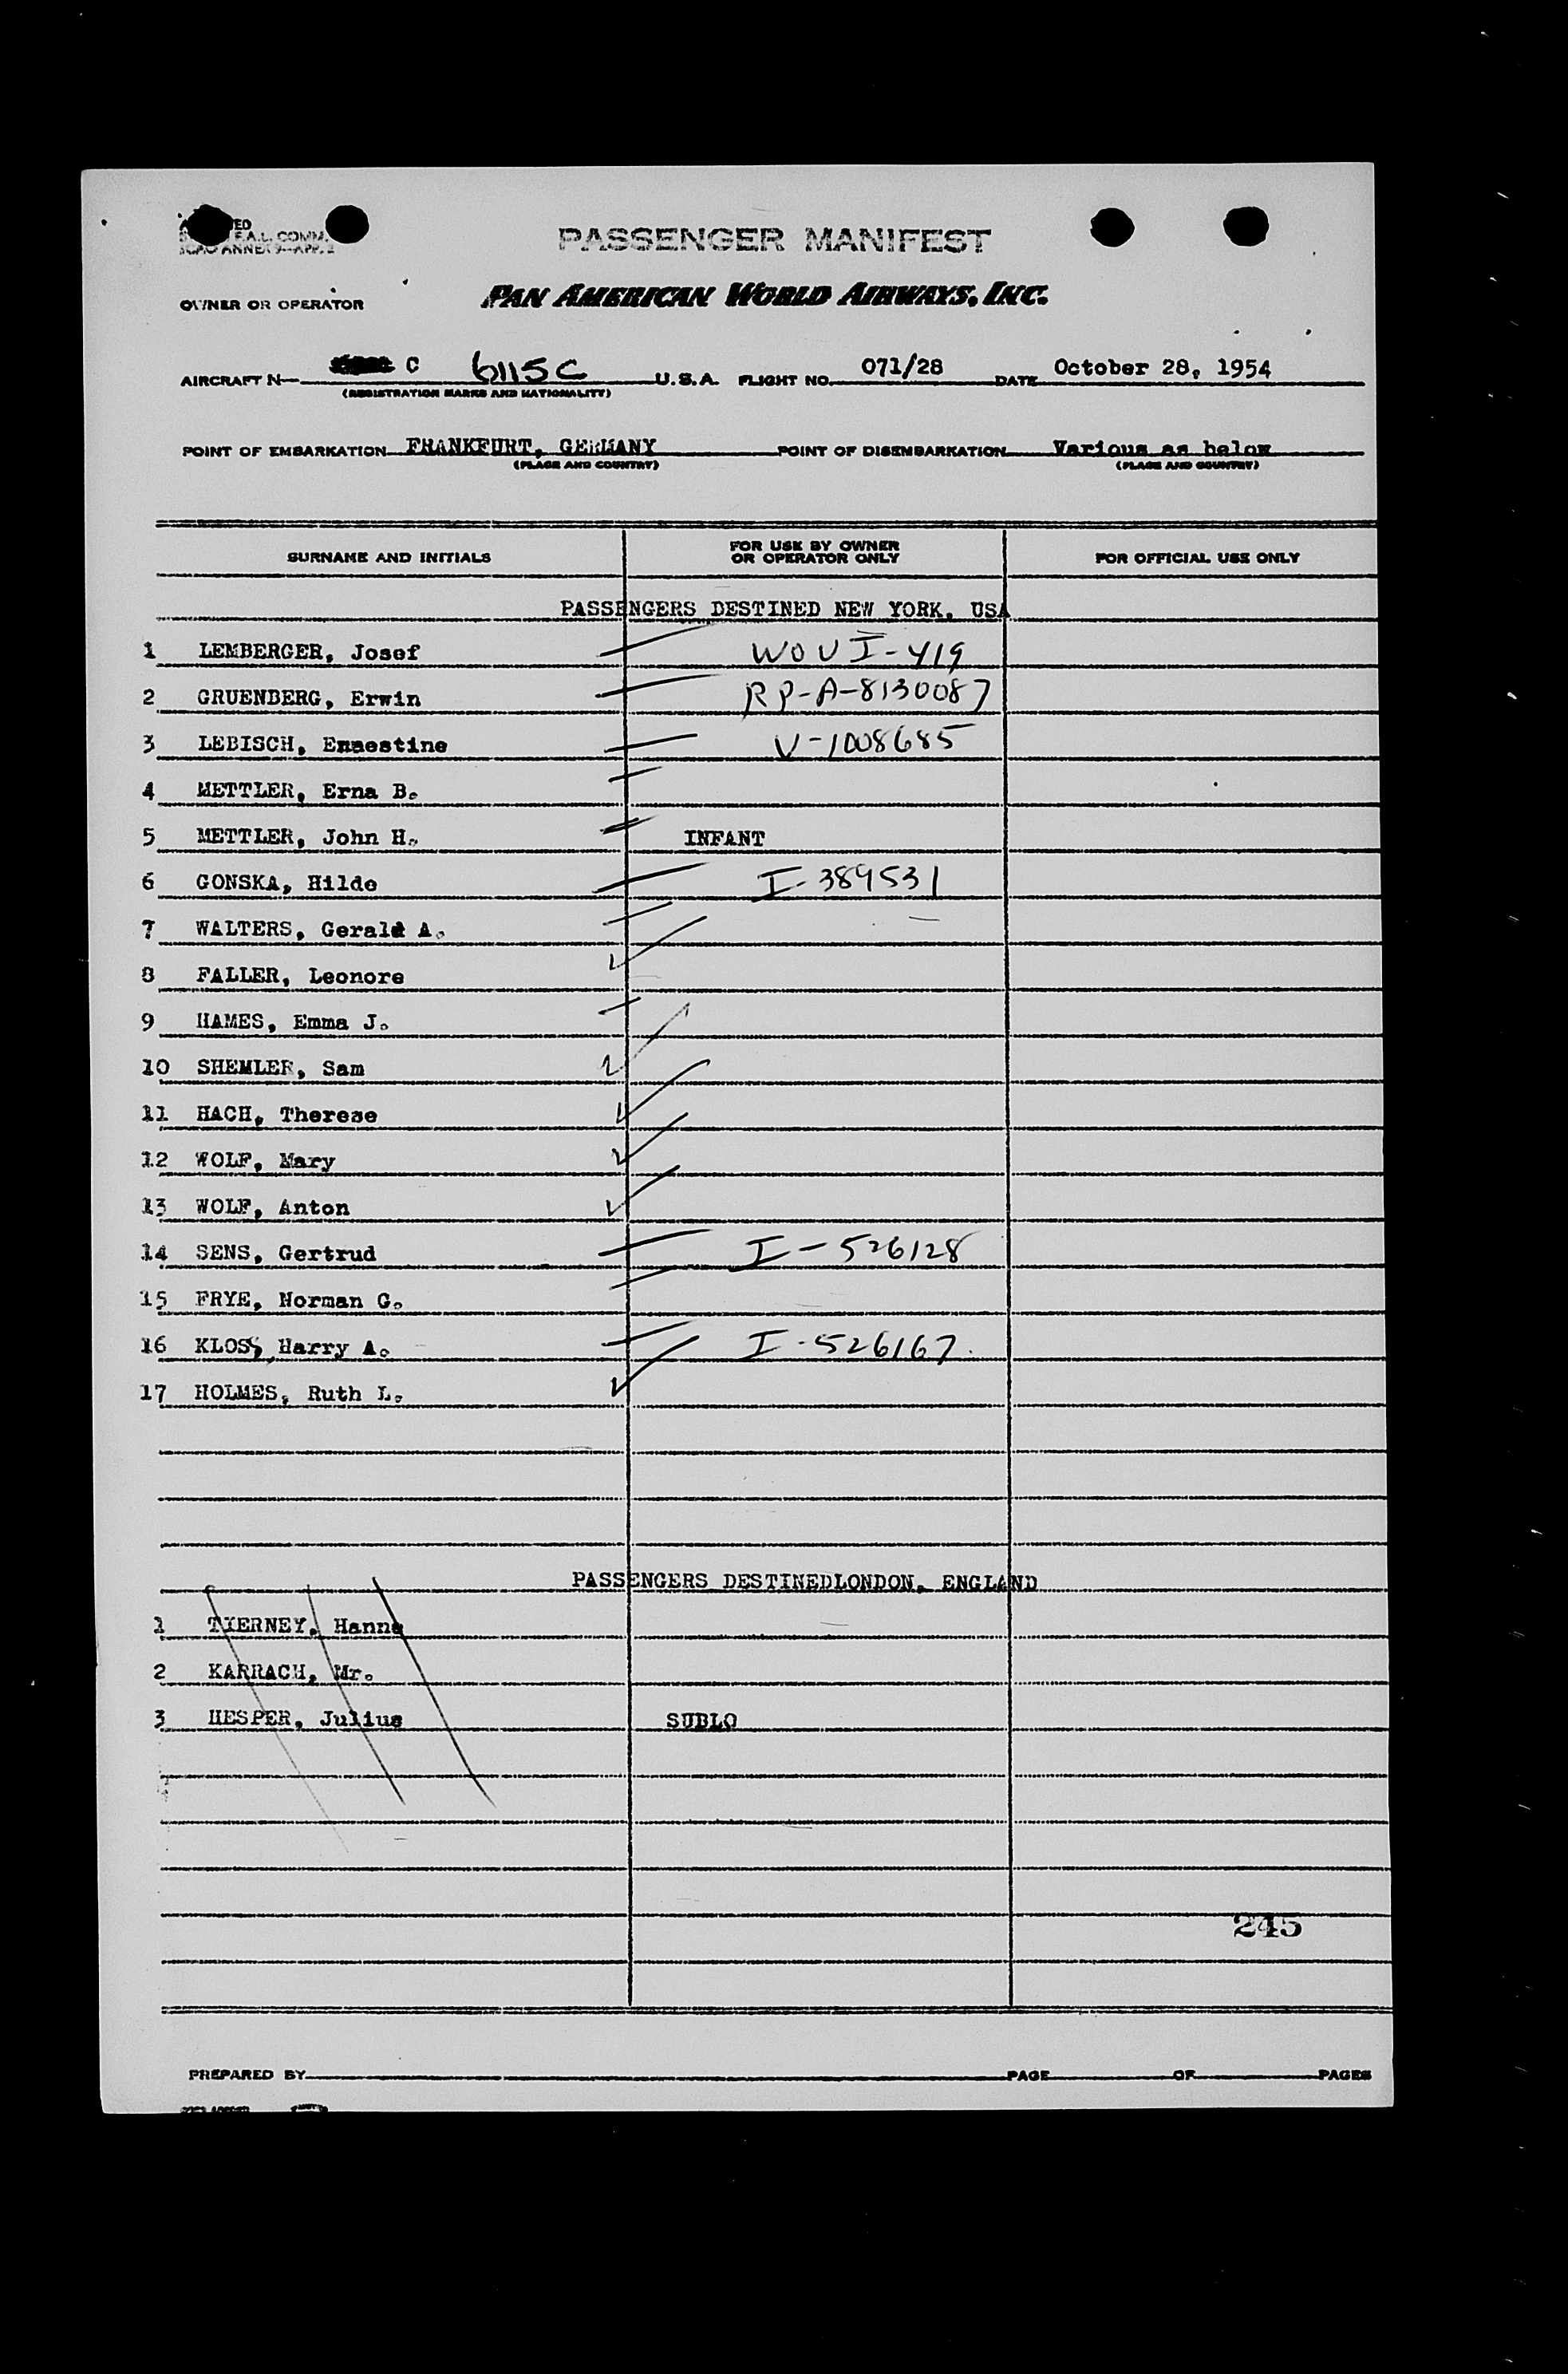 F.A.L. COMM.
PASSENGER MANIFEST
OWNER OR OPERATOR PAN AMERICAN WORLD AIRWAYS, INC.
AIRCRAFT N— C 6115C U.S.A. FLIGHT NO. 071/28 DATE October 28, 1954
(REGISTRATION MARKS AND NATIONALITY)
POINT OF EMBARKATION FRANKFURT, GERMANY POINT OF DISEMBARKATION Various as below
(PLACE AND COUNTRY) (PLACE AND COUNTRY)
SURNAME AND INITIALS FOR USE BY OWNER OR OPERATOR ONLY FOR OFFICIAL USE ONLY
PASSENGERS DESTINED NEW YORK, USA
1 LEMBERGER, Josef WOVI-419
2 GRUENBERG, Erwin RP-A-8130087
3 LEBISCH, Ernestine V-1008685
4 METTLER, Erna B.
5 METTLER, John H. INFANT
6 GONSKA, Hilde I-389531
7 WALTERS, Gerald A.
8 FALLER, Leonore
9 HAMES, Emma J.
10 SHEMLER, Sam
11 HACH, Therese
12 WOLF, Mary
13 WOLF, Anton
14 SENS, Gertrud I-526128
15 FRYE, Norman G.
16 KLOSS, Harry A. I-526167.
17 HOLMES, Ruth L.
PASSENGERS DESTINEDLONDON, ENGLAND
1 TIERNEY, Hanne
2 KARRACH, Mr.
3 HESPER, Julius SUBLO
245
PREPARED BY PAGE OF PAGES